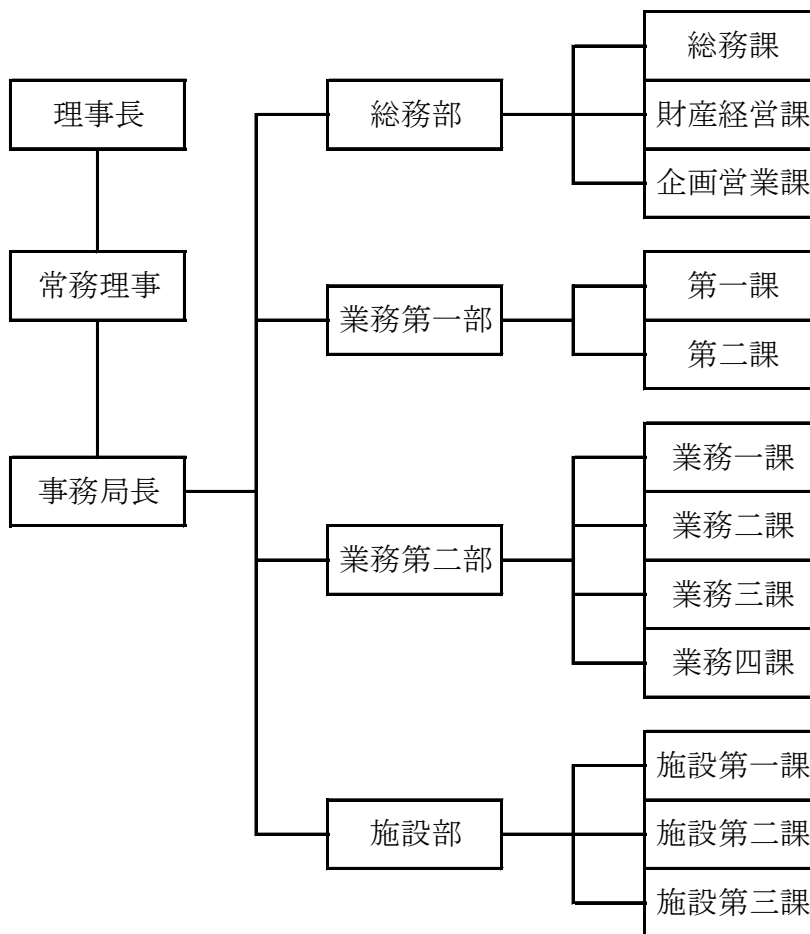 理事長
常務理事
事務局長
総務部
総務課
財産経営課
企画営業課
業務第一部
第一課
第二課
業務第二部
業務一課
業務二課
業務三課
業務四課
施設部
施設第一課
施設第二課
施設第三課